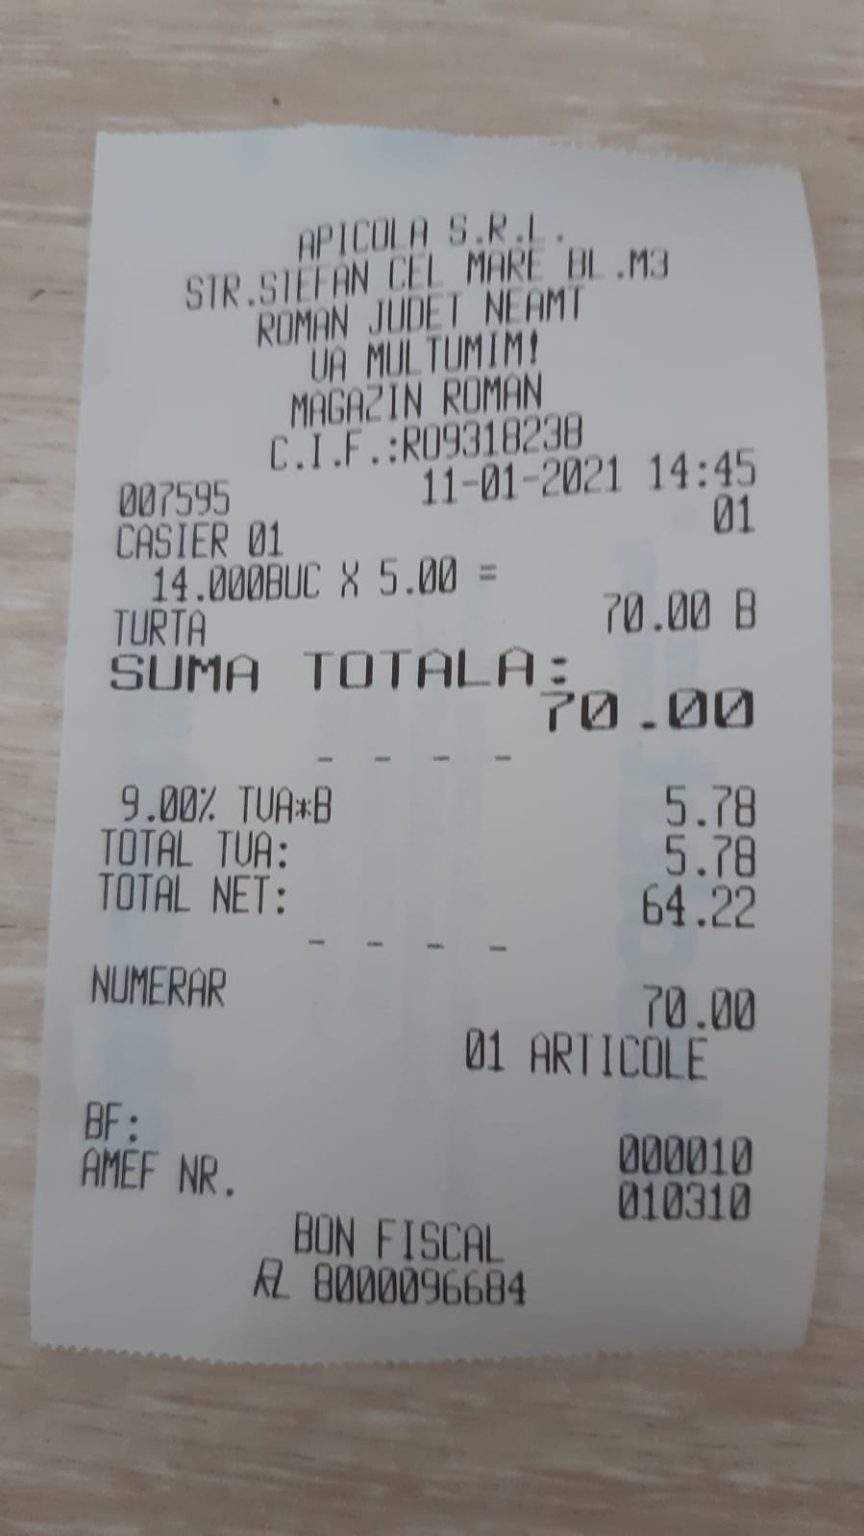 APICOLA S.R.L.
STR.STEFAN CEL MARE BL.M3
ROMAN JUDET NEAMT
VA MULTUMIM!
MAGAZIN ROMAN
C.I.F.:RO9318238
007595 11-01-2021 14:45
CASIER 01 01
14.000BUC X 5.00 =
TURTA 70.00 B
SUMA TOTALA:
70.00
- - - -
9.00% TVA*B 5.78
TOTAL TVA: 5.78
TOTAL NET: 64.22
- - - -
NUMERAR 70.00
01 ARTICOLE
BF: 000010
AMEF NR. 010310
BON FISCAL
8000096684